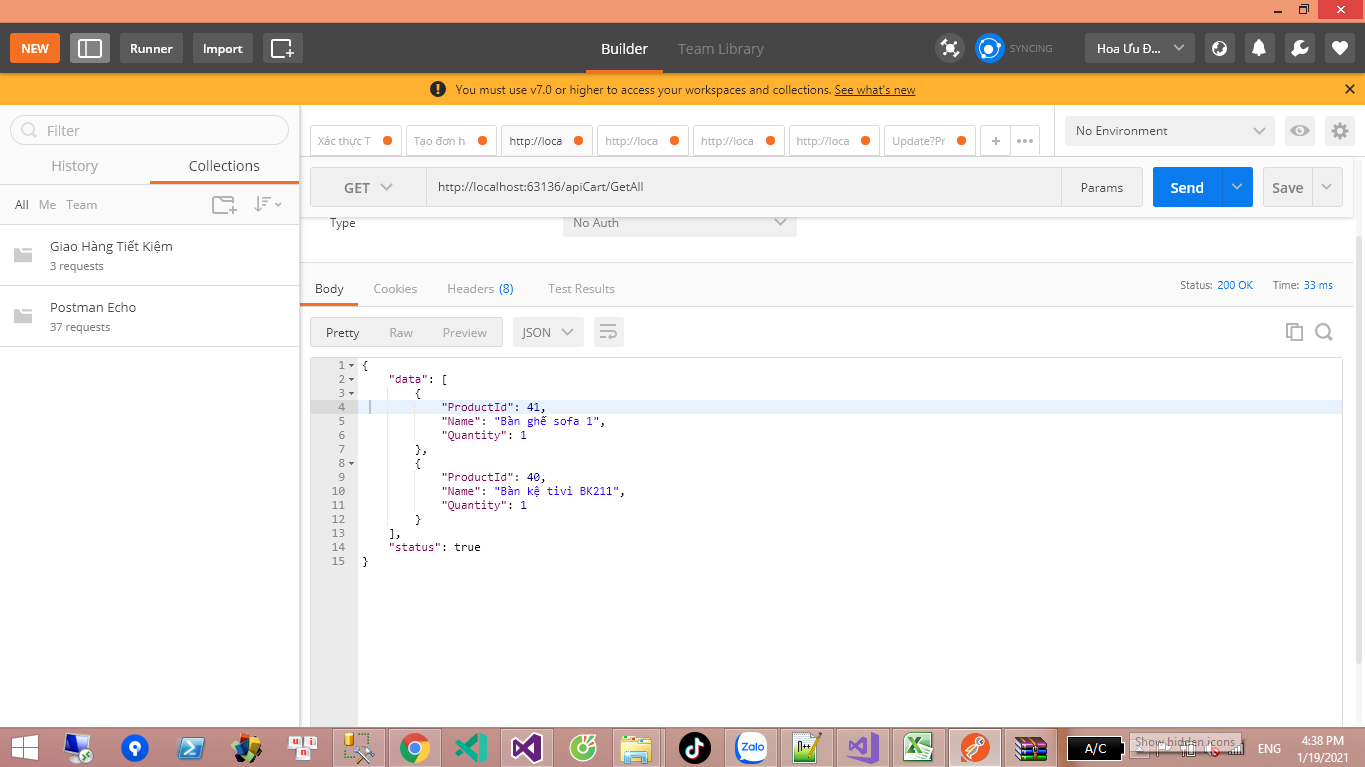 NEW
Runner
Import
Builder
Team Library
SYNCING
Hoa Ưu Đ...
You must use v7.0 or higher to access your workspaces and collections. See what's new
Filter
History
Collections
All Me Team
Giao Hàng Tiết Kiệm
3 requests
Postman Echo
37 requests
Xác thực T
Tạo đơn h
http://loca
http://loca
http://loca
http://loca
Update?Pr
No Environment
GET
http://localhost:63136/apiCart/GetAll
Params
Send
Save
Type
No Auth
Body
Cookies
Headers (8)
Test Results
Status: 200 OK
Time: 33 ms
Pretty
Raw
Preview
JSON
1 {
2 "data": [
3 {
4 "ProductId": 41,
5 "Name": "Bàn ghế sofa 1",
6 "Quantity": 1
7 },
8 {
9 "ProductId": 40,
10 "Name": "Bàn kệ tivi BK211",
11 "Quantity": 1
12 }
13 ],
14 "status": true
15 }
uni
Zalo
A/C
Show hidden icons
ENG
4:38 PM
1/19/2021